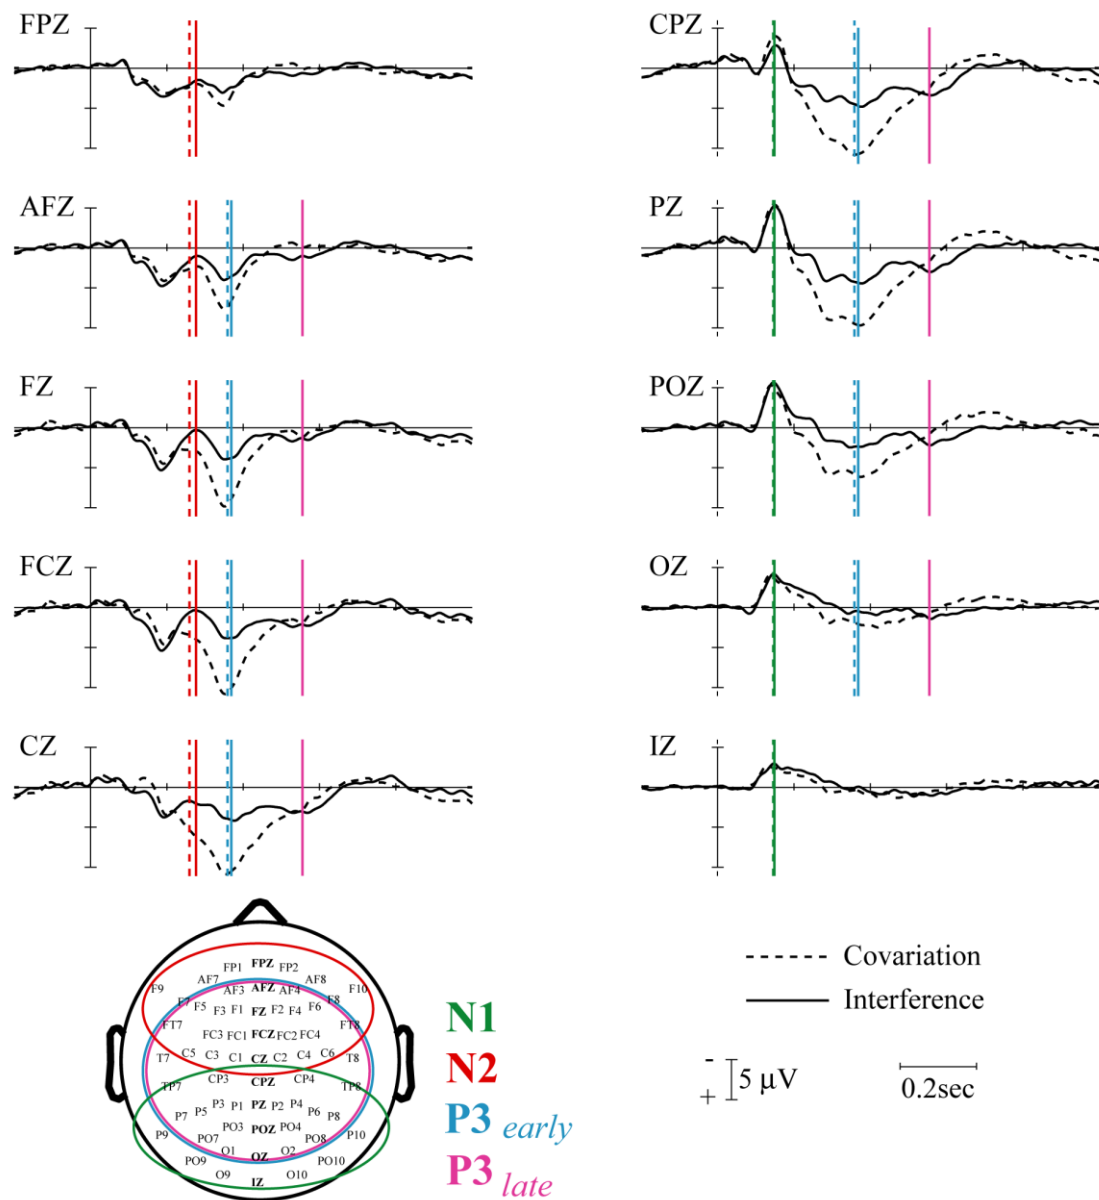 FPZ
AFZ
FZ
FCZ
CZ
CPZ
PZ
POZ
OZ
IZ
FP1 FPZ FP2
AF7 AF8
F9 AF3 AFZ AF4 F10
F7 F5 F3 F1 FZ F2 F4 F6 F8
FT7 FT8
FC3 FC1 FCZ FC2 FC4
T7 C5 C3 C1 CZ C2 C4 C6 T8
TP7 CP3 CPZ CP4 TP8
P7 P5 P3 P1 PZ P2 P4 P6 P8
P9 PO7 PO3 POZ PO4 PO8 P10
PO9 O1 OZ O2 PO10
O9 IZ O10
N1
N2
P3 early
P3 late
Covariation
Interference
-
+ 5 μV
0.2sec